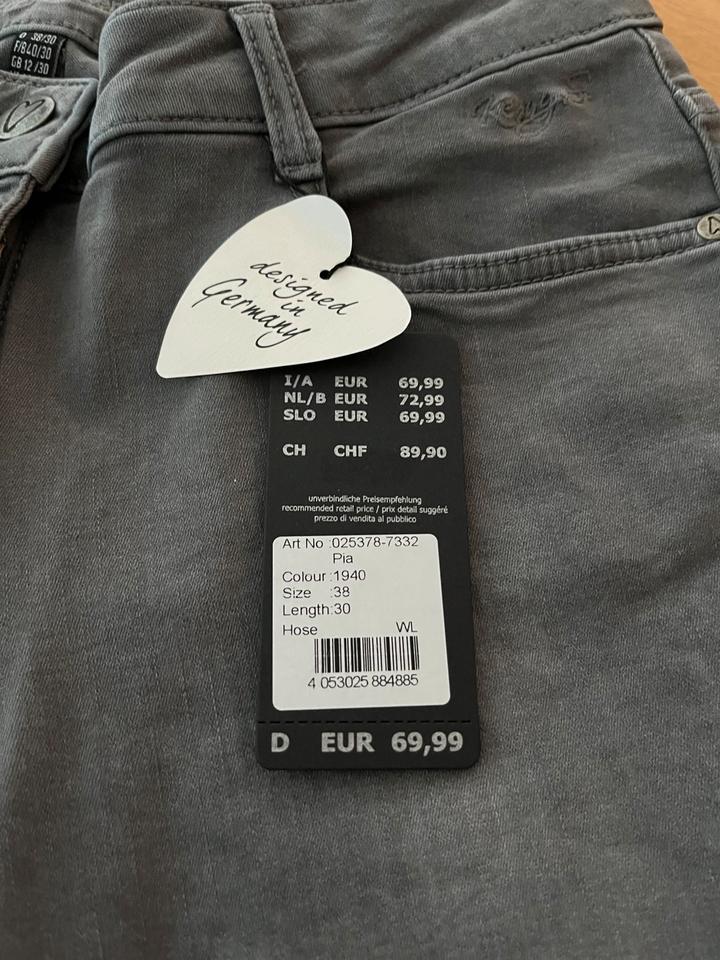 D 38/30
F/B 40/30
GB 12/30
designed
in
Germany
I/A EUR 69,99
NL/B EUR 72,99
SLO EUR 69,99
CH CHF 89,90
unverbindliche Preisempfehlung
recommended retail price / prix detail suggéré
prezzo di vendita al pubblico
Art No :025378-7332
Pia
Colour :1940
Size :38
Length:30
Hose WL
4 053025 884885
D EUR 69,99